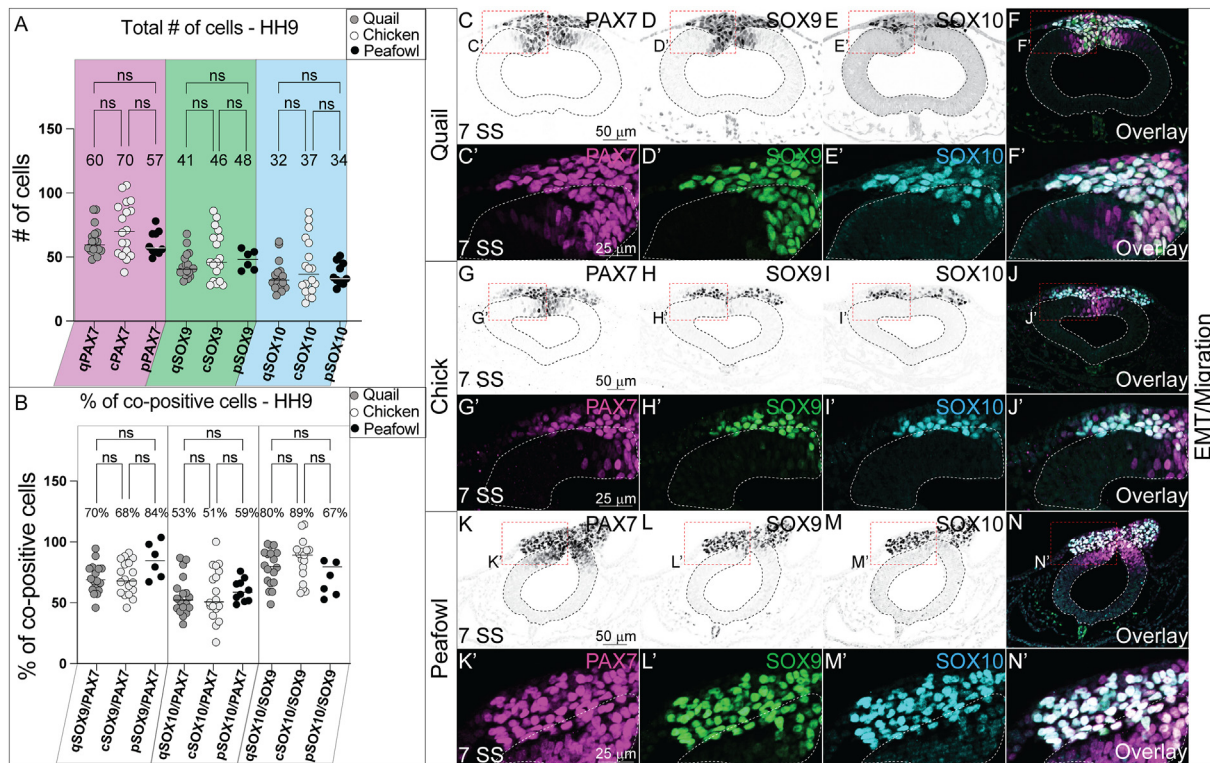 A
Total # of cells - HH9
Quail
Chicken
Peafowl
ns ns ns
ns ns ns ns ns ns
60 70 57 41 46 48 32 37 34
# of cells
150
100
50
0
qPAX7 cPAX7 pPAX7 qSOX9 cSOX9 pSOX9 qSOX10 cSOX10 pSOX10
B
% of co-positive cells - HH9
Quail
Chicken
Peafowl
ns ns ns
ns ns ns ns ns ns
70% 68% 84% 53% 51% 59% 80% 89% 67%
% of co-positive cells
150
100
50
0
qSOX9/PAX7 cSOX9/PAX7 pSOX9/PAX7 qSOX10/PAX7 cSOX10/PAX7 pSOX10/PAX7 qSOX10/SOX9 cSOX10/SOX9 pSOX10/SOX9
Quail
C PAX7 D SOX9 E SOX10 F
C' D' E' F'
7 SS 50 μm Overlay
C' PAX7 D' SOX9 E' SOX10 F'
7 SS 25 μm Overlay
Chick
G PAX7 H SOX9 I SOX10 J
G' H' I' J'
7 SS 50 μm Overlay
G' PAX7 H' SOX9 I' SOX10 J'
7 SS 25 μm Overlay
Peafowl
K PAX7 L SOX9 M SOX10 N
K' L' M' N'
7 SS 50 μm Overlay
K' PAX7 L' SOX9 M' SOX10 N'
7 SS 25 μm Overlay
EMT/Migration